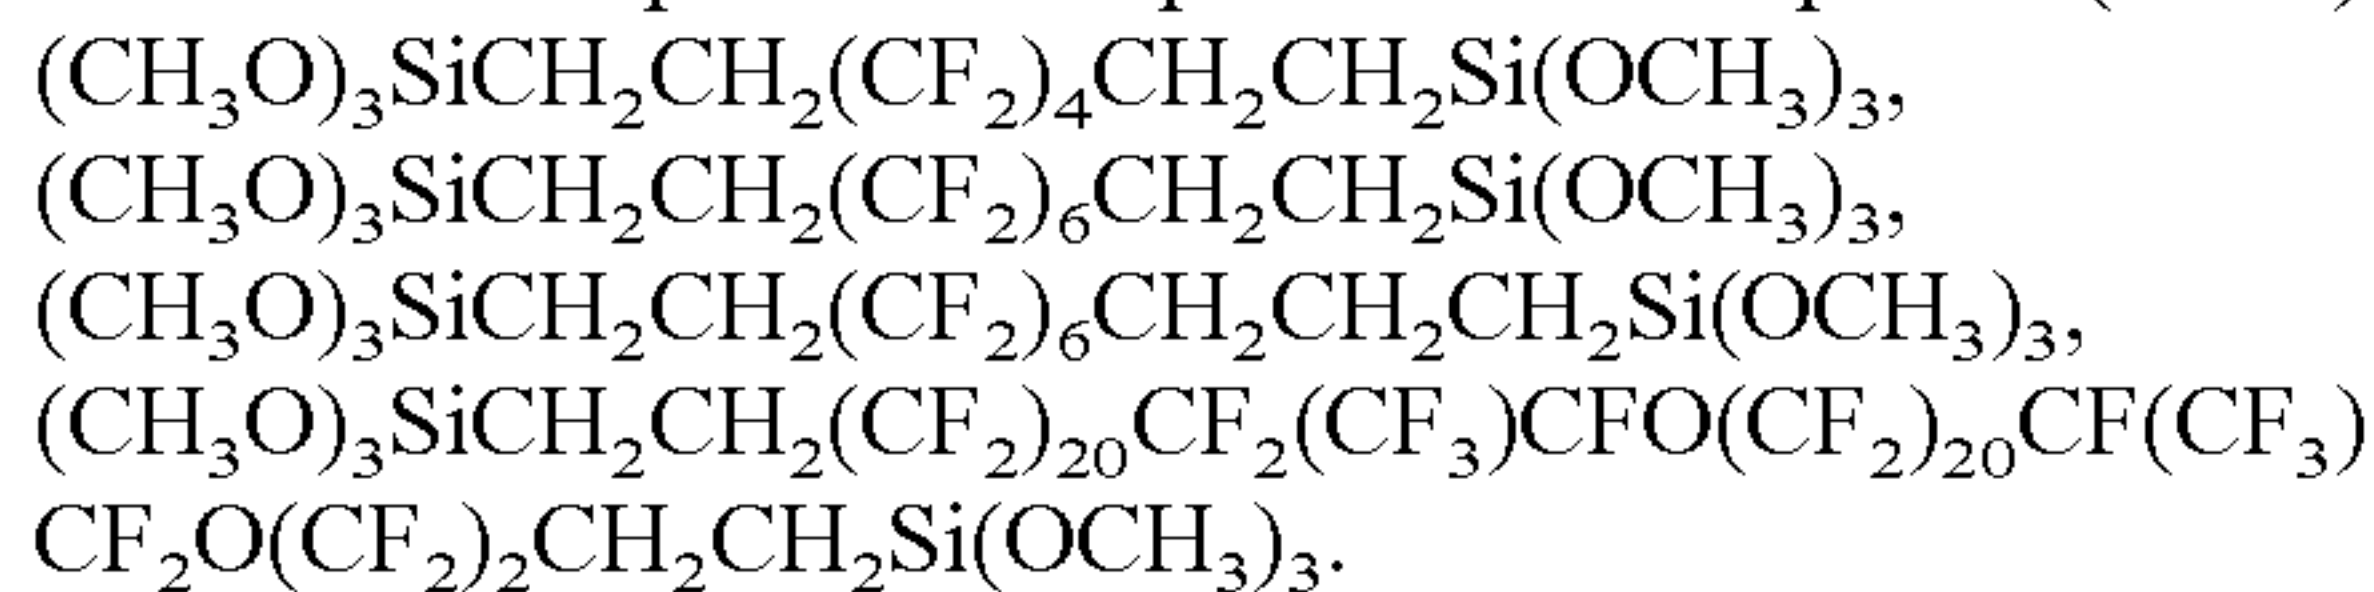 (CH₃O)₃SiCH₂CH₂(CF₂)₄CH₂CH₂Si(OCH₃)₃,
(CH₃O)₃SiCH₂CH₂(CF₂)₆CH₂CH₂Si(OCH₃)₃,
(CH₃O)₃SiCH₂CH₂(CF₂)₆CH₂CH₂CH₂Si(OCH₃)₃,
(CH₃O)₃SiCH₂CH₂(CF₂)₂₀CF₂(CF₃)CFO(CF₂)₂₀CF(CF₃)
CF₂O(CF₂)₂CH₂CH₂Si(OCH₃)₃.